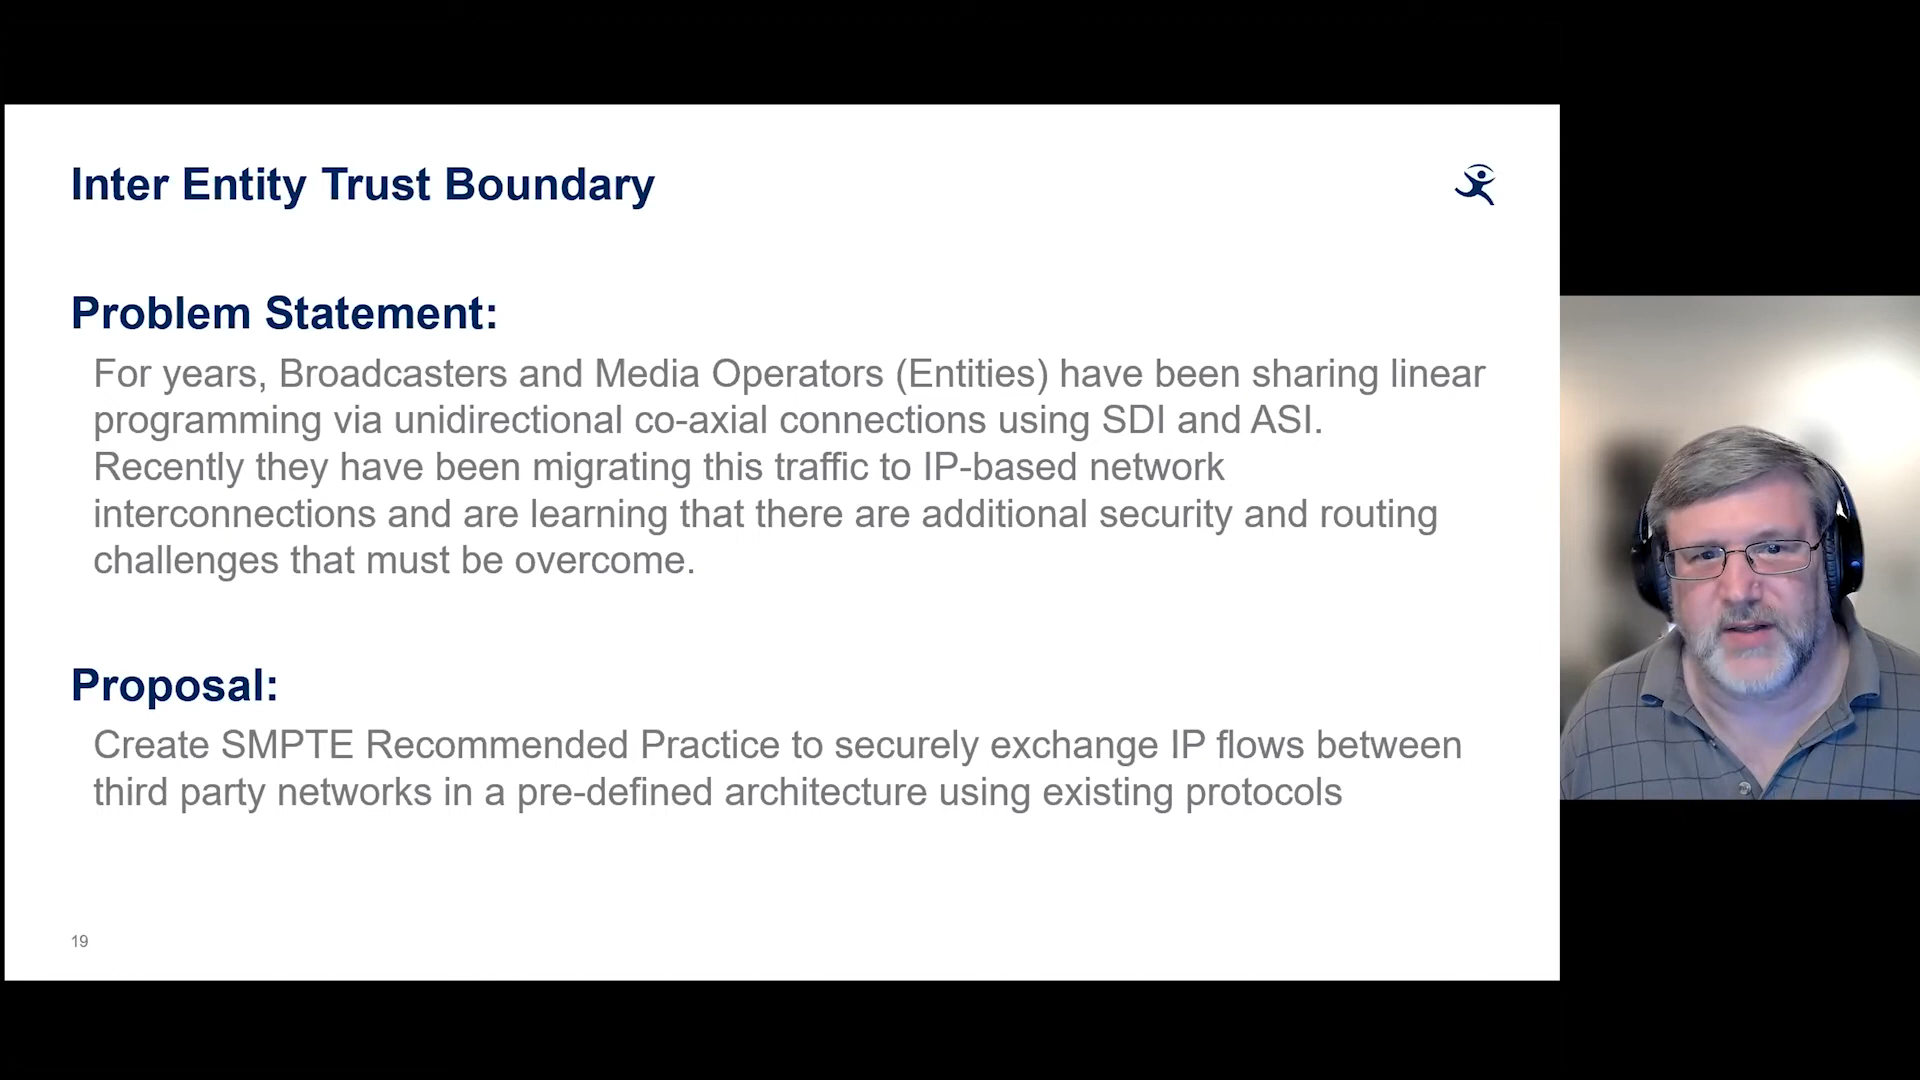 Inter Entity Trust Boundary
Problem Statement:
For years, Broadcasters and Media Operators (Entities) have been sharing linear
programming via unidirectional co-axial connections using SDI and ASI.
Recently they have been migrating this traffic to IP-based network
interconnections and are learning that there are additional security and routing
challenges that must be overcome.
Proposal:
Create SMPTE Recommended Practice to securely exchange IP flows between
third party networks in a pre-defined architecture using existing protocols
19